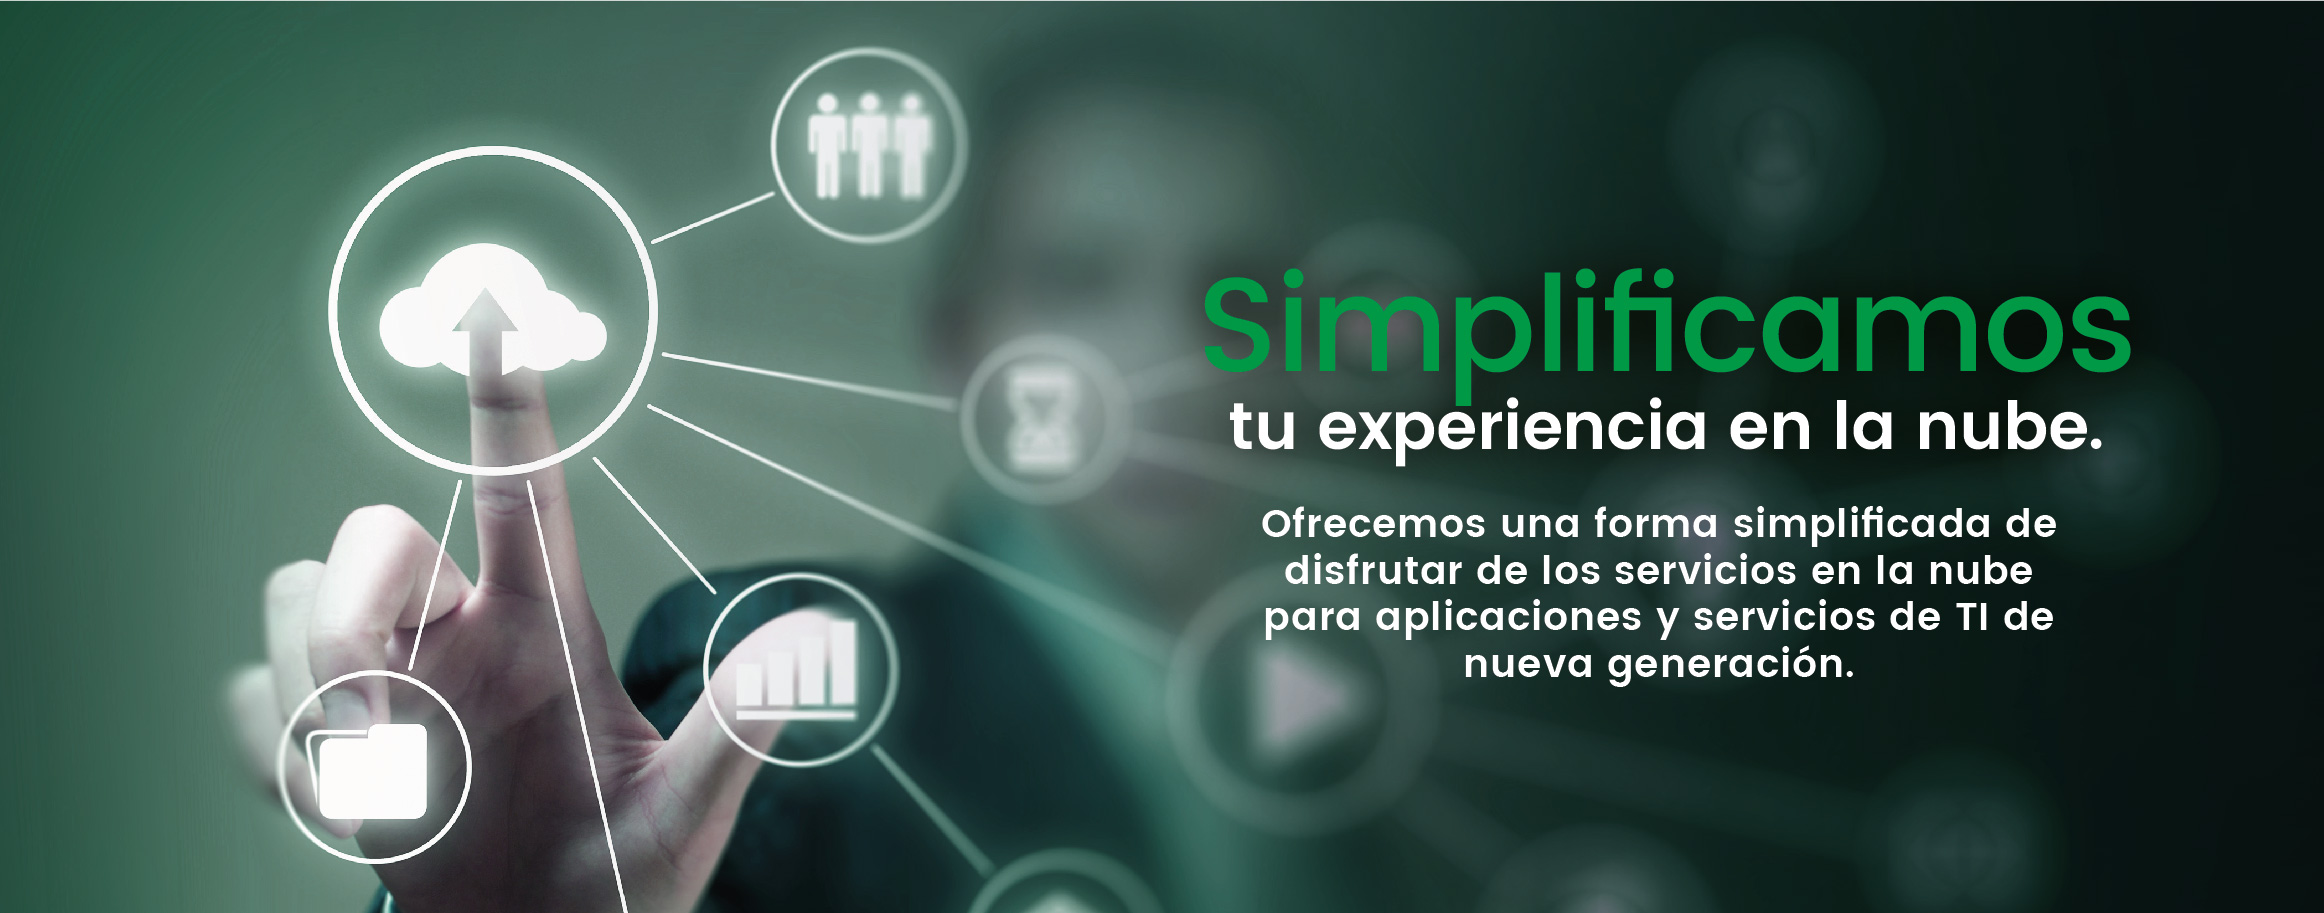 Simplificamos
tu experiencia en la nube.
Ofrecemos una forma simplificada de
disfrutar de los servicios en la nube
para aplicaciones y servicios de TI de
nueva generación.